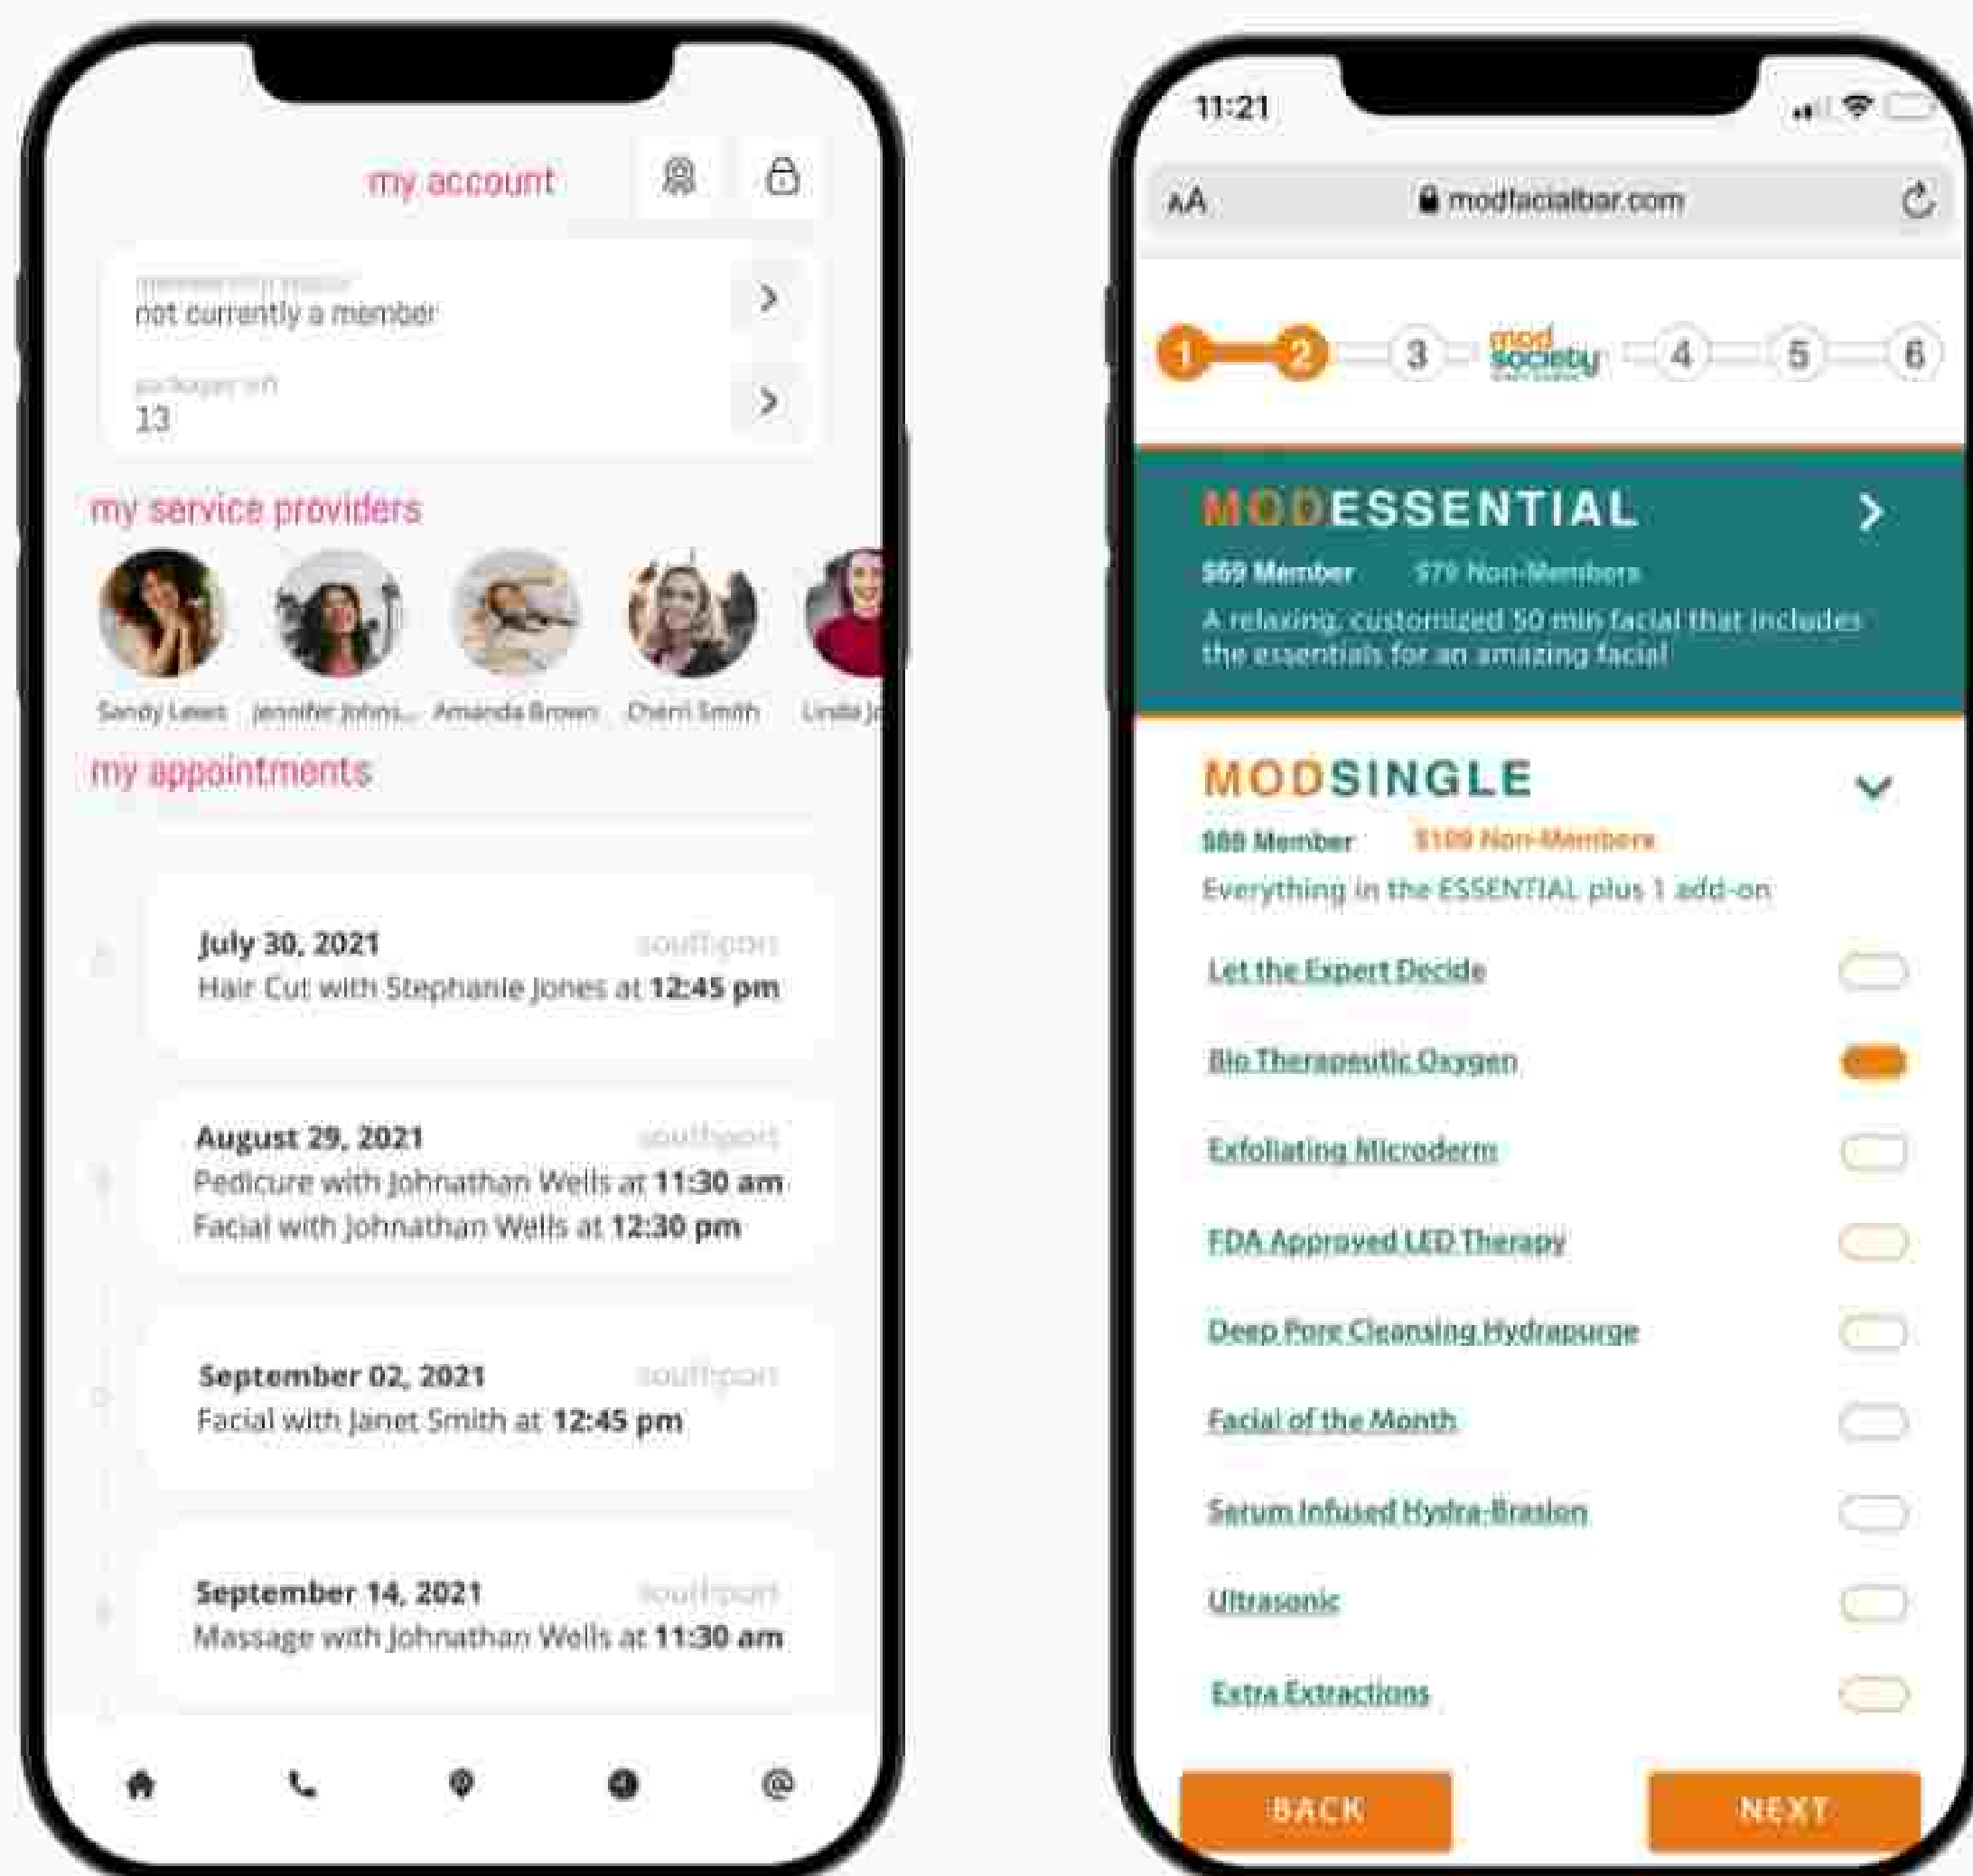 my account
not currently a member
13
my service providers
Sandy Lewis Jennifer Johns... Amanda Brown Cherri Smith Linda Jo
my appointments
July 30, 2021 southport
Hair Cut with Stephanie Jones at 12:45 pm
August 29, 2021 southport
Pedicure with Johnathan Wells at 11:30 am
Facial with Johnathan Wells at 12:30 pm
September 02, 2021 southport
Facial with Janet Smith at 12:45 pm
September 14, 2021 southport
Massage with Johnathan Wells at 11:30 am
11:21
AA modfacialbar.com
1 2 3 mod society 4 5 6
MODESSENTIAL
$69 Member $79 Non-Members
A relaxing, customized 50 min facial that includes
the essentials for an amazing facial
MODSINGLE
Member $109 Non-Members
Everything in the ESSENTIAL plus 1 add-on
Let the Expert Decide
Bio Therapeutic Oxygen
Exfoliating Microderm
FDA Approved LED Therapy
Deep Pore Cleansing Hydrapurge
Facial of the Month
Serum Infused Hydra-Brasion
Ultrasonic
Extra Extractions
BACK NEXT